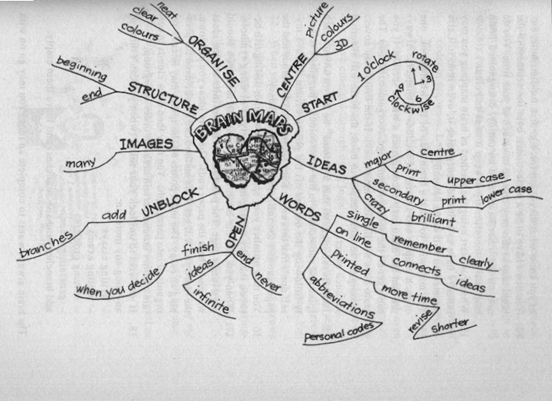 BRAIN MAPS
START
1 o'clock
rotate
3
6
9
clockwise
IDEAS
major
centre
print
upper case
secondary
print
lower case
crazy
brilliant
WORDS
single
remember
clearly
on line
connects
ideas
printed
more time
revise
shorter
abbreviations
personal codes
OPEN
end
never
ideas
infinite
finish
when you decide
UNBLOCK
add
branches
IMAGES
many
STRUCTURE
beginning
end
ORGANISE
neat
clear
colours
CENTRE
picture
colours
3D